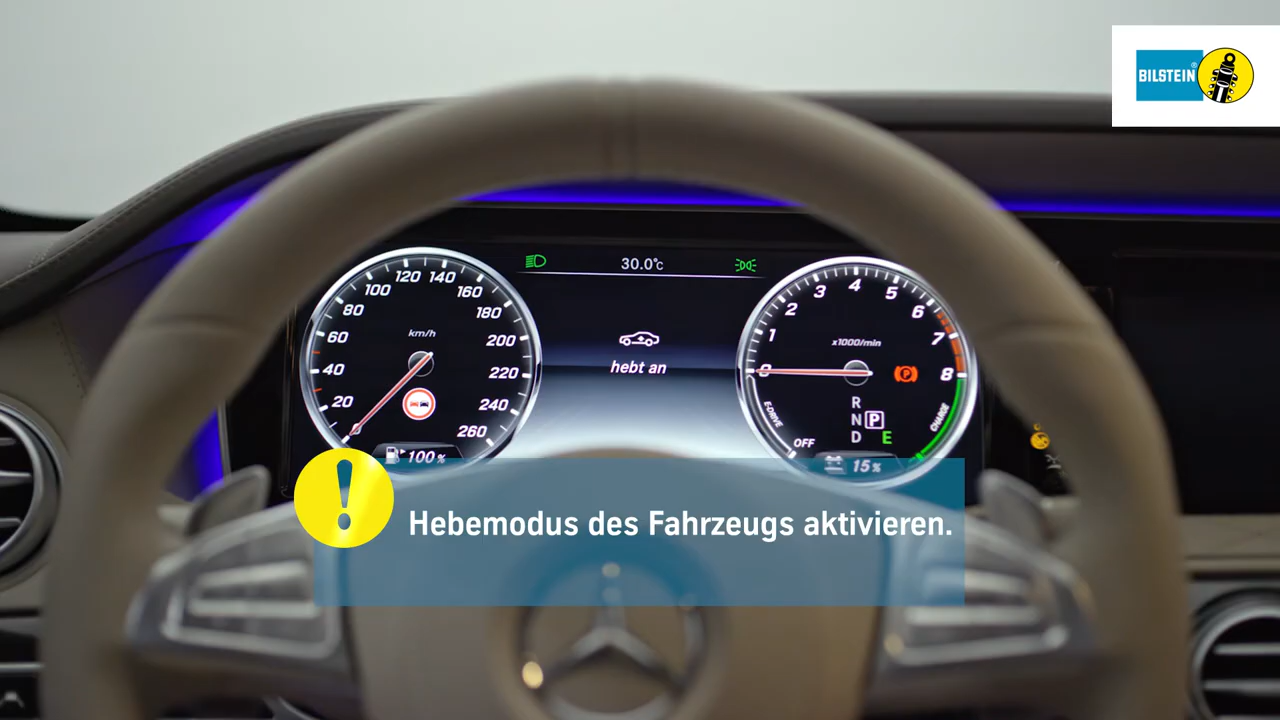 BILSTEIN®
30.0°c
hebt an
km/h
20
40
60
80
100
120
140
160
180
200
220
240
260
100%
x1000/min
0
1
2
3
4
5
6
7
8
P
R
N P
D E
E-DRIVE
OFF
CHARGE
15%
Hebemodus des Fahrzeugs aktivieren.